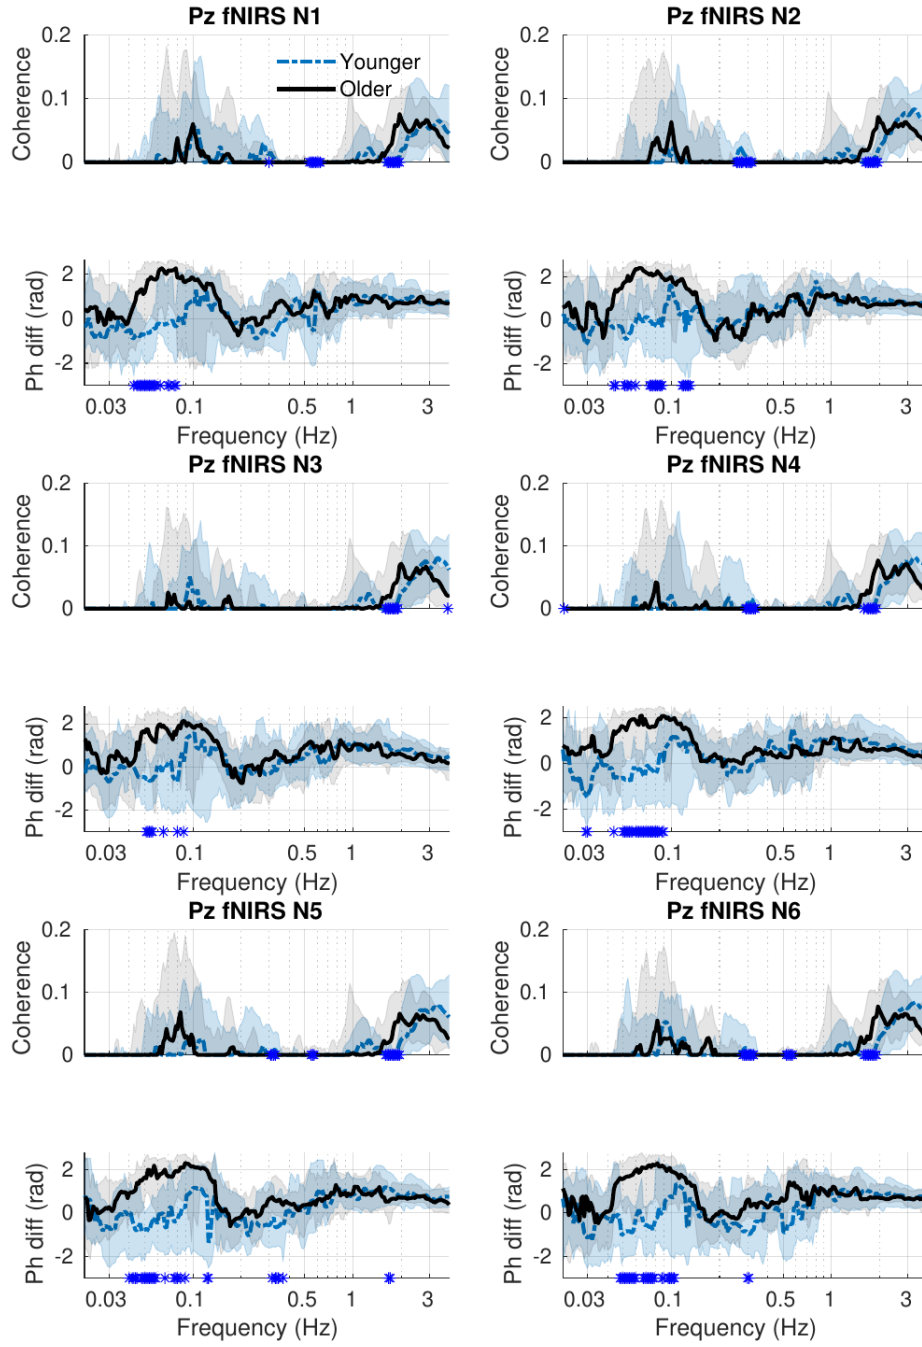 Pz fNIRS N1
Coherence
0.2
0.1
0
Younger
Older
Ph diff (rad)
2
0
-2
0.03 0.1 0.5 1 3
Frequency (Hz)
Pz fNIRS N2
Coherence
0.2
0.1
0
Ph diff (rad)
2
0
-2
0.03 0.1 0.5 1 3
Frequency (Hz)
Pz fNIRS N3
Coherence
0.2
0.1
0
Ph diff (rad)
2
0
-2
0.03 0.1 0.5 1 3
Frequency (Hz)
Pz fNIRS N4
Coherence
0.2
0.1
0
Ph diff (rad)
2
0
-2
0.03 0.1 0.5 1 3
Frequency (Hz)
Pz fNIRS N5
Coherence
0.2
0.1
0
Ph diff (rad)
2
0
-2
0.03 0.1 0.5 1 3
Frequency (Hz)
Pz fNIRS N6
Coherence
0.2
0.1
0
Ph diff (rad)
2
0
-2
0.03 0.1 0.5 1 3
Frequency (Hz)